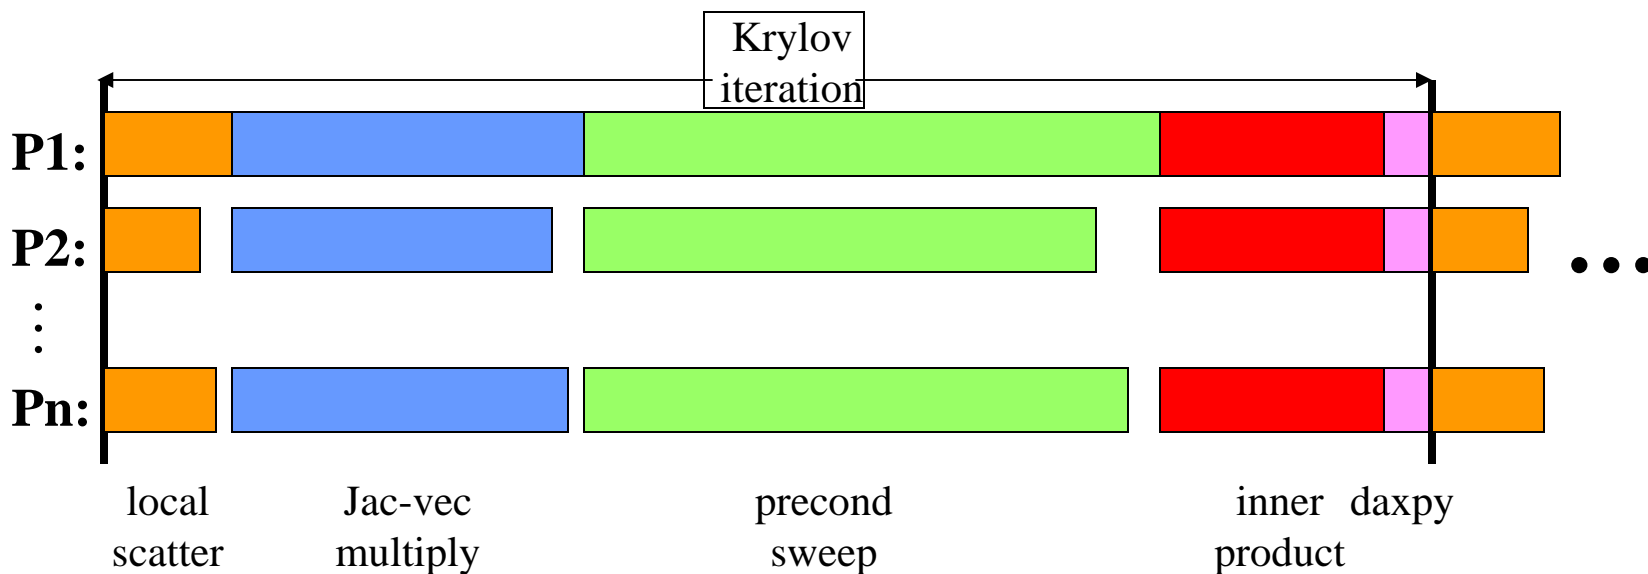 Krylov
iteration
P1:
P2:
Pn:
local
scatter
Jac-vec
multiply
precond
sweep
inner
product
daxpy